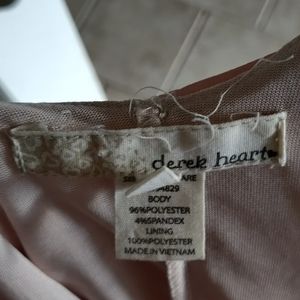 derek heart
BODY
96%POLYESTER
4%SPANDEX
LINING
100%POLYESTER
MADE IN VIETNAM